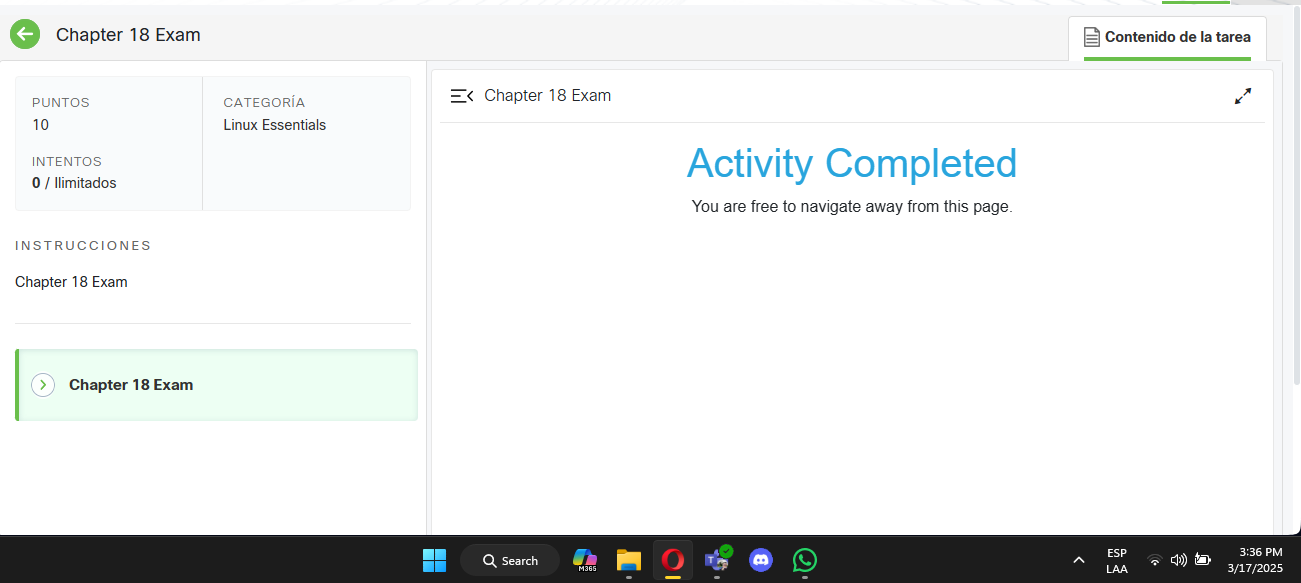 Chapter 18 Exam
Contenido de la tarea
PUNTOS
10
CATEGORÍA
Linux Essentials
INTENTOS
0 / Ilimitados
INSTRUCCIONES
Chapter 18 Exam
Chapter 18 Exam
Chapter 18 Exam
Activity Completed
You are free to navigate away from this page.
Search
M365
ESP
LAA
3:36 PM
3/17/2025